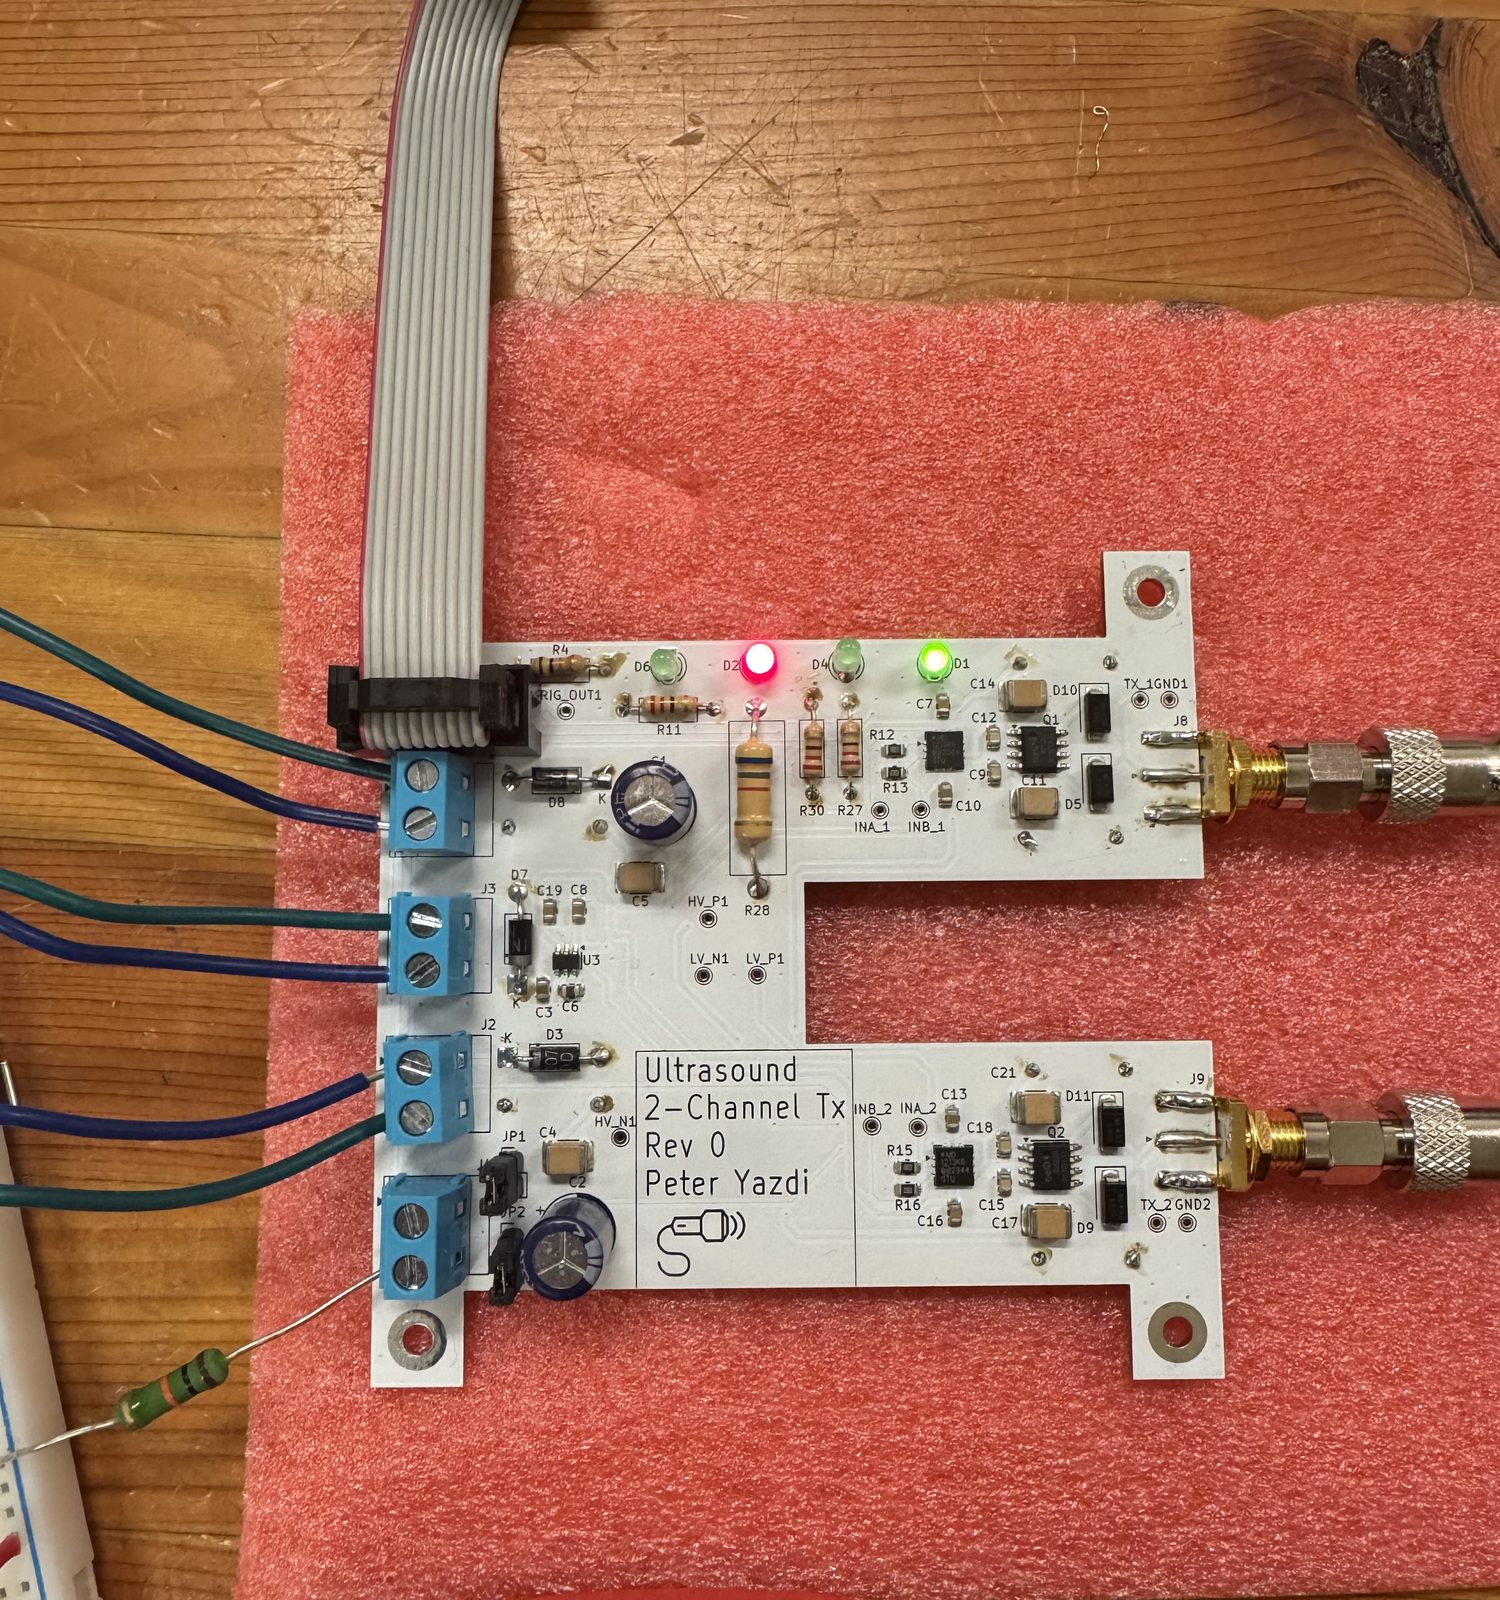 R4
D6
D2
D4
D1
RIG_OUT1
R11
C14
D10
TX_1
GND1
C7
C12
Q1
J8
R12
R13
C9
C11
D5
C10
D8
K
C1
R30
R27
INA_1
INB_1
C5
R28
J3
D7
C19
C8
HV_P1
U3
LV_N1
LV_P1
K
C3
C6
J2
K
D3
Ultrasound
2-Channel Tx
Rev 0
Peter Yazdi
C21
C13
D11
J9
INB_2
INA_2
C18
Q2
HV_N1
JP1
C4
R15
R16
C2
C15
C16
C17
D9
TX_2
GND2
JP2
+